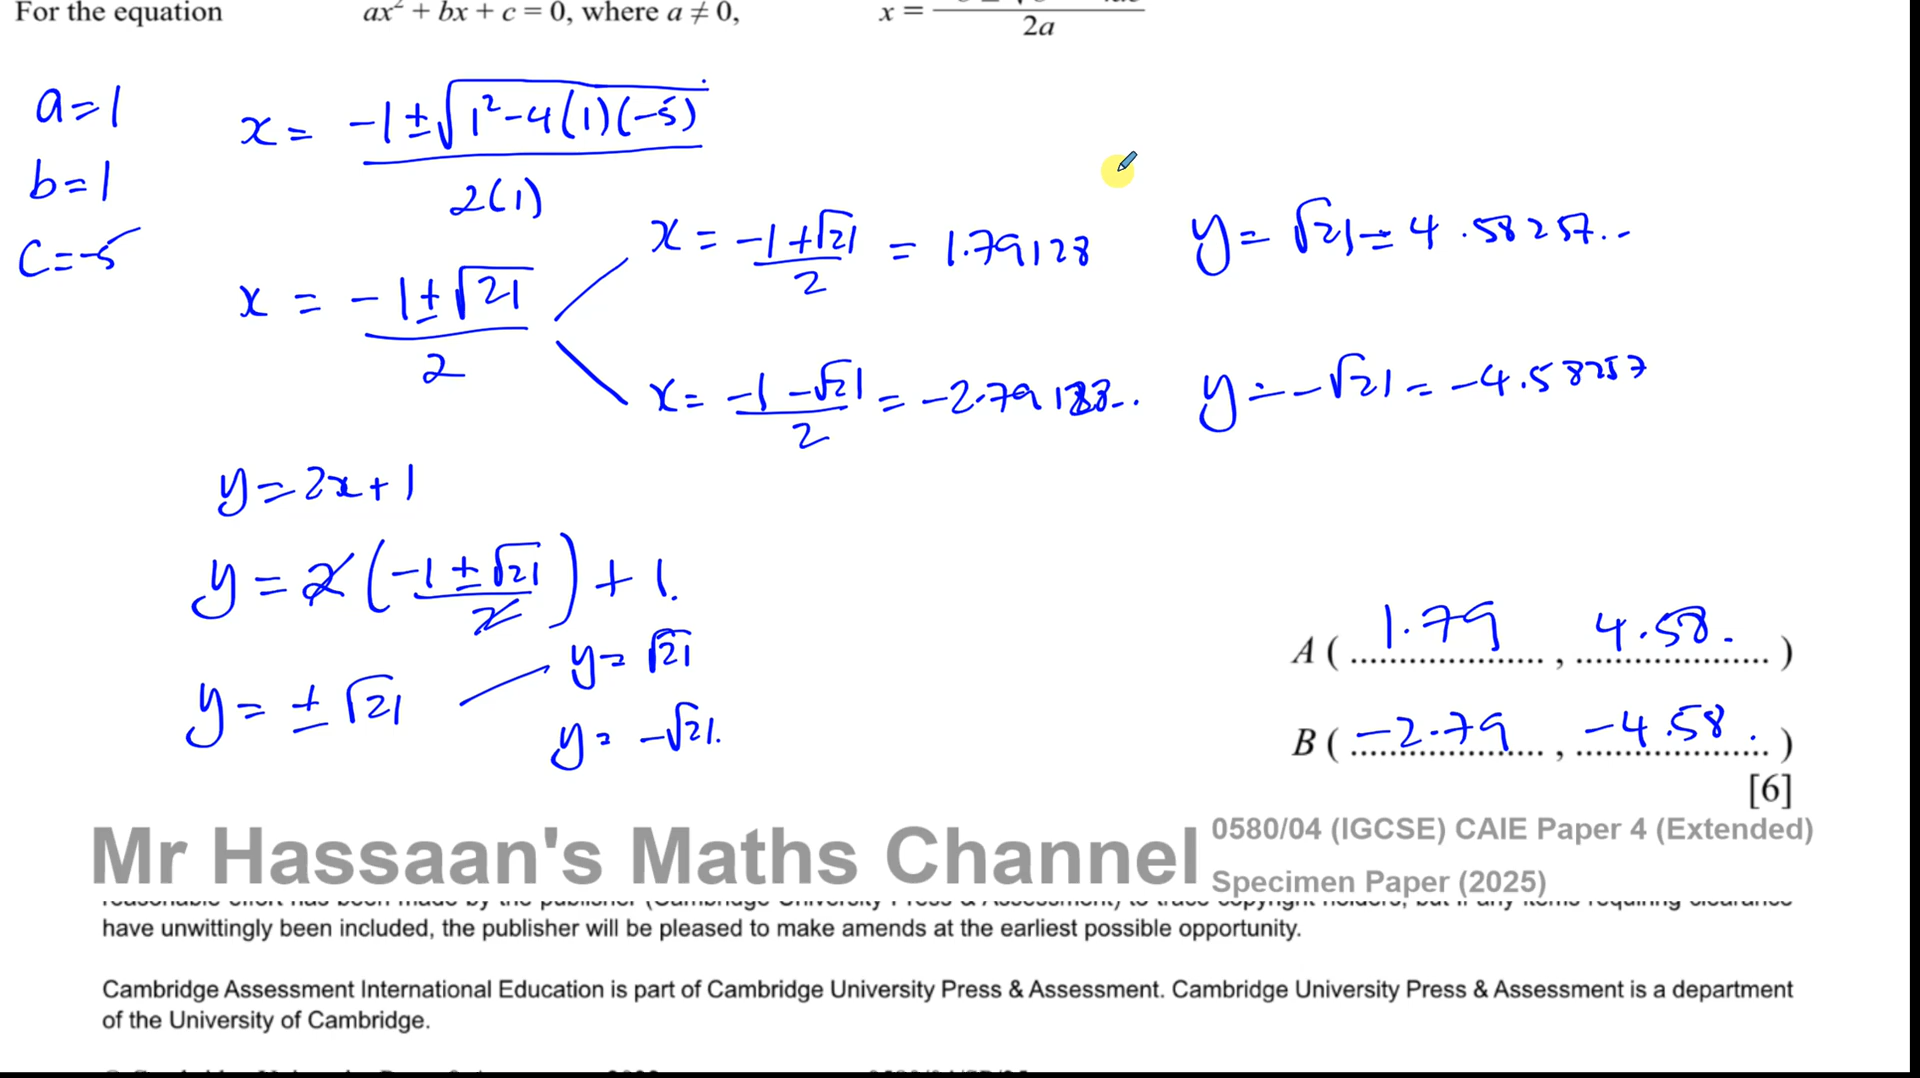 For the equation ax² + bx + c = 0, where a ≠ 0, x = 2a
a=1
b=1
c=-5
x = -1±√1²-4(1)(-5) / 2(1)
x = -1±√21 / 2
x = -1+√21 / 2 = 1.79128 y = √21 = 4.58257..
x = -1-√21 / 2 = -2.79188.. y = -√21 = -4.58257
y=2x+1
y = 2(-1±√21 / 2) + 1.
y = ±√21
y = √21
y = -√21.
A ( 1.79 , 4.58. )
B ( -2.79 , -4.58. )
[6]
Mr Hassaan's Maths Channel
0580/04 (IGCSE) CAIE Paper 4 (Extended)
Specimen Paper (2025)
have unwittingly been included, the publisher will be pleased to make amends at the earliest possible opportunity.
Cambridge Assessment International Education is part of Cambridge University Press & Assessment. Cambridge University Press & Assessment is a department
of the University of Cambridge.